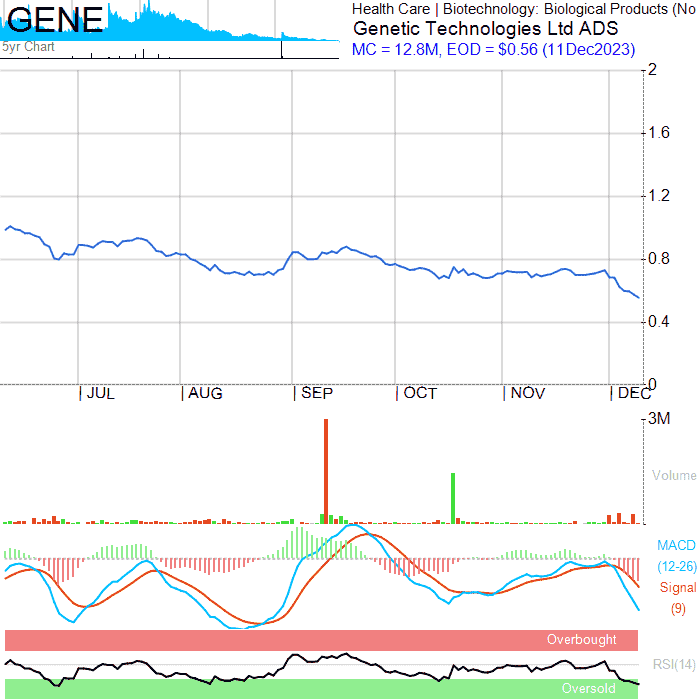 GENE
5yr Chart
Health Care | Biotechnology: Biological Products (No
Genetic Technologies Ltd ADS
MC = 12.8M, EOD = $0.56 (11Dec2023)
2
1.6
1.2
0.8
0.4
0
JUL AUG SEP OCT NOV DEC
3M
Volume
MACD
(12-26)
Signal
(9)
Overbought
RSI(14)
Oversold